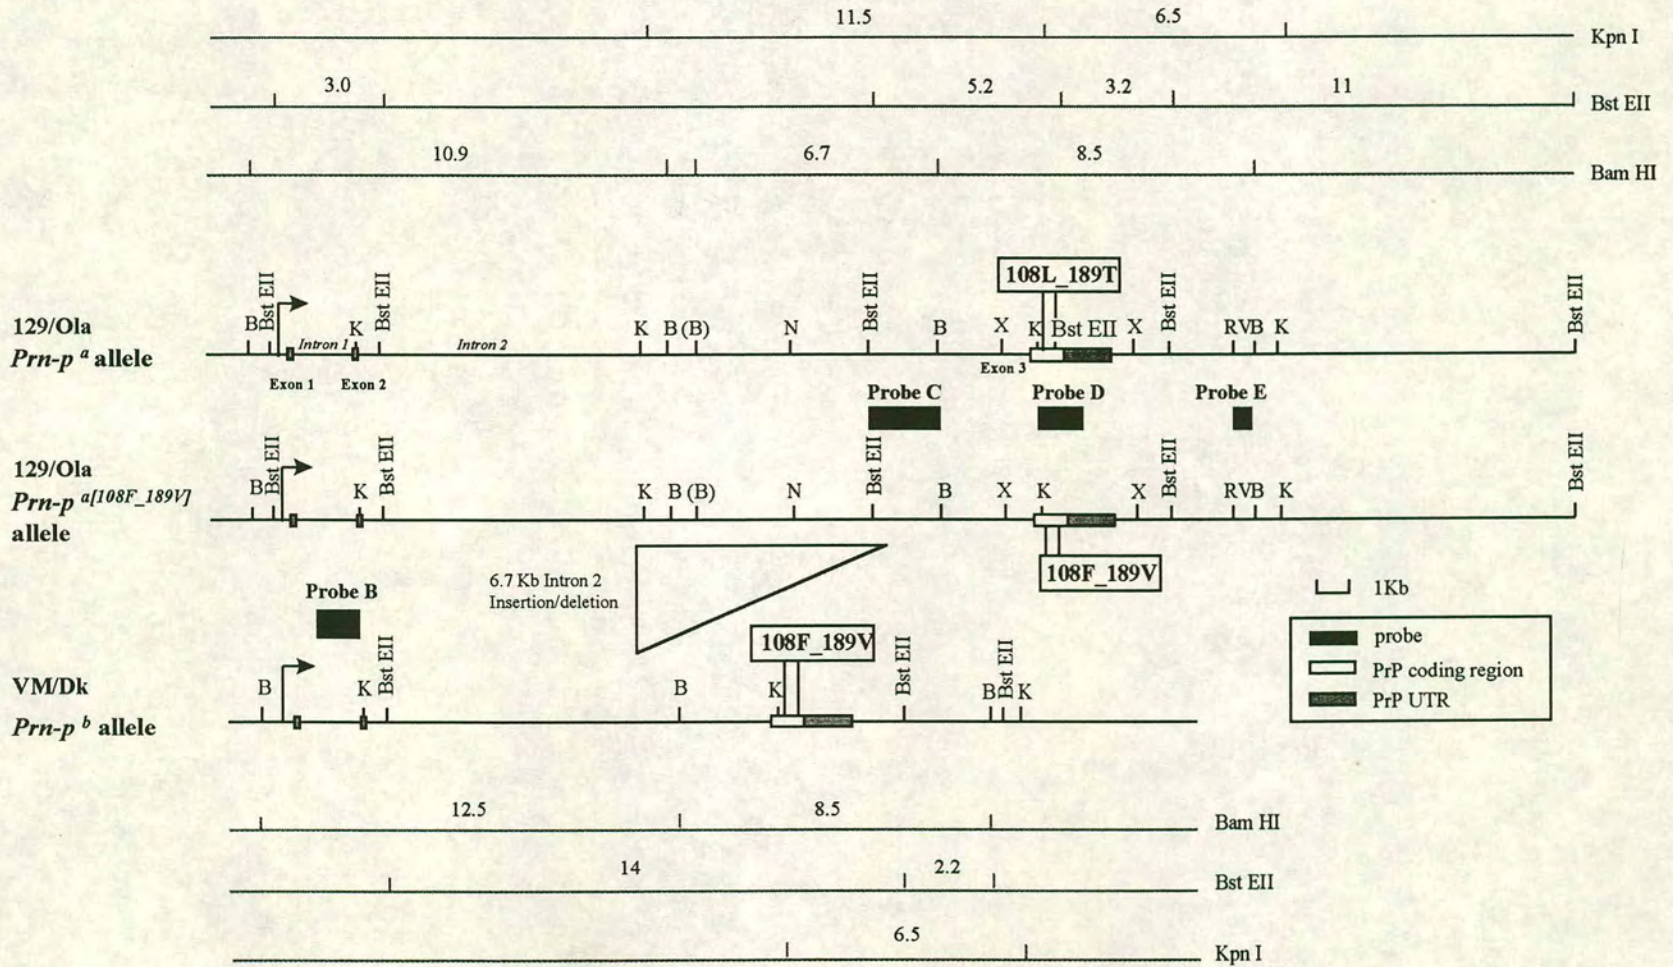 11.5 6.5
Kpn I
3.0 5.2 3.2 11
Bst EII
10.9 6.7 8.5
Bam HI
129/Ola
Prn-p a allele
B Bst EII K Bst EII K B (B) N Bst EII B X K Bst EII X Bst EII RV B K Bst EII
108L_189T
Intron 1 Intron 2
Exon 1 Exon 2 Exon 3
Probe C Probe D Probe E
129/Ola
Prn-p a[108F_189V]
allele
B Bst EII K Bst EII K B (B) N Bst EII B X K X Bst EII RV B K Bst EII
108F_189V
6.7 Kb Intron 2
Insertion/deletion
Probe B
1Kb
probe
PrP coding region
PrP UTR
VM/Dk
Prn-p b allele
108F_189V
B K Bst EII B K Bst EII B Bst EII K
12.5 8.5
Bam HI
14 2.2
Bst EII
6.5
Kpn I